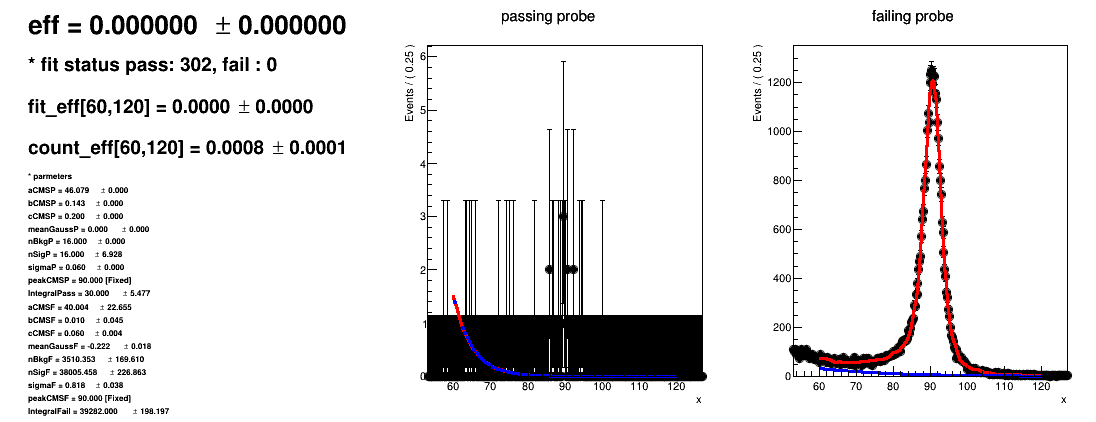 eff = 0.000000 ± 0.000000
* fit status pass: 302, fail : 0
fit_eff[60,120] = 0.0000 ± 0.0000
count_eff[60,120] = 0.0008 ± 0.0001
* parmeters
aCMSP = 46.079 ± 0.000
bCMSP = 0.143 ± 0.000
cCMSP = 0.200 ± 0.000
meanGaussP = 0.000 ± 0.000
nBkgP = 16.000 ± 0.000
nSigP = 16.000 ± 6.928
sigmaP = 0.060 ± 0.000
peakCMSP = 90.000 [Fixed]
IntegralPass = 30.000 ± 5.477
aCMSF = 40.004 ± 22.655
bCMSF = 0.010 ± 0.045
cCMSF = 0.060 ± 0.004
meanGaussF = -0.222 ± 0.018
nBkgF = 3510.353 ± 169.610
nSigF = 38005.458 ± 226.863
sigmaF = 0.818 ± 0.038
peakCMSF = 90.000 [Fixed]
IntegralFail = 39282.000 ± 198.197
passing probe
Events / ( 0.25 )
6
5
4
3
2
1
0
60 70 80 90 100 110 120
x
failing probe
Events / ( 0.25 )
1200
1000
800
600
400
200
0
60 70 80 90 100 110 120
x